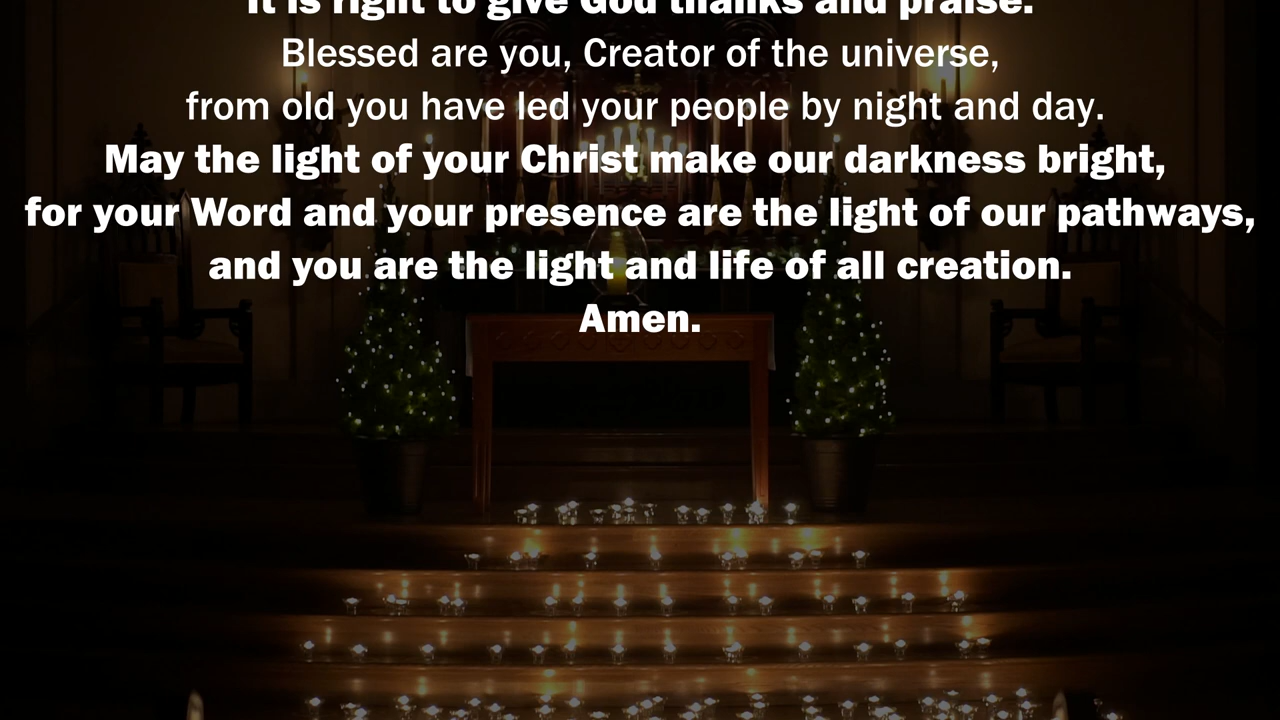 It is right to give God thanks and praise.
Blessed are you, Creator of the universe,
from old you have led your people by night and day.
May the light of your Christ make our darkness bright,
for your Word and your presence are the light of our pathways,
and you are the light and life of all creation.
Amen.